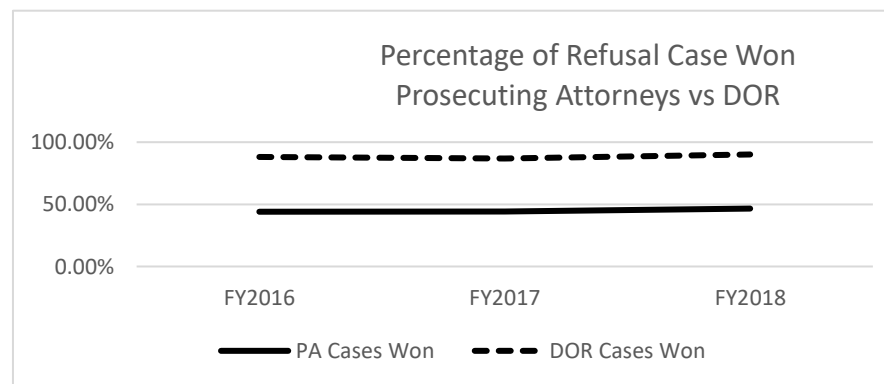 Percentage of Refusal Case Won
Prosecuting Attorneys vs DOR
100.00%
50.00%
0.00%
FY2016 FY2017 FY2018
PA Cases Won DOR Cases Won